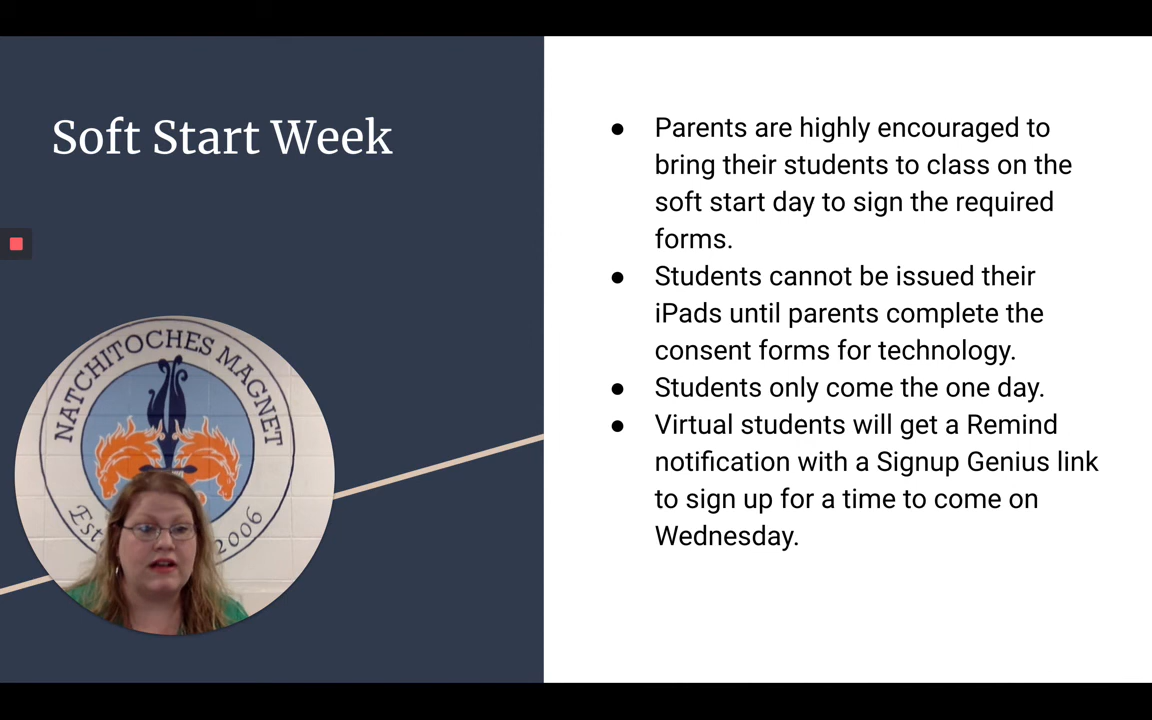 Soft Start Week
● Parents are highly encouraged to
bring their students to class on the
soft start day to sign the required
forms.
● Students cannot be issued their
iPads until parents complete the
consent forms for technology.
● Students only come the one day.
● Virtual students will get a Remind
notification with a Signup Genius link
to sign up for a time to come on
Wednesday.
NATCHITOCHES MAGNET
Est 2006